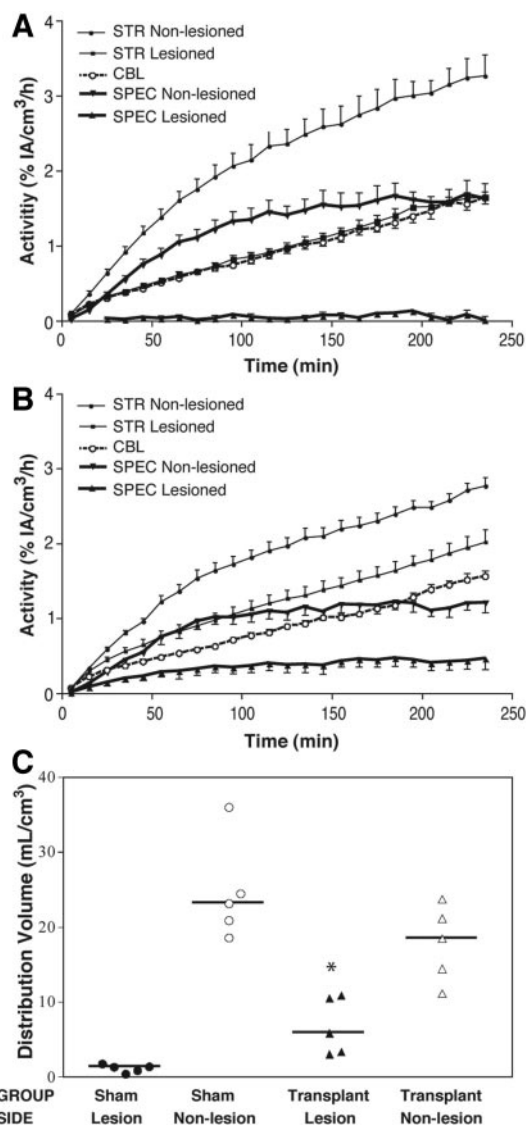 A
STR Non-lesioned
STR Lesioned
CBL
SPEC Non-lesioned
SPEC Lesioned
Activitiy (% IA/cm³/h)
4
3
2
1
0
0 50 100 150 200 250
Time (min)
B
STR Non-lesioned
STR Lesioned
CBL
SPEC Non-lesioned
SPEC Lesioned
Activity (% IA/cm³/h)
4
3
2
1
0
0 50 100 150 200 250
Time (min)
C
Distribution Volume (mL/cm³)
40
30
20
10
0
*
GROUP Sham Sham Transplant Transplant
SIDE Lesion Non-lesion Lesion Non-lesion